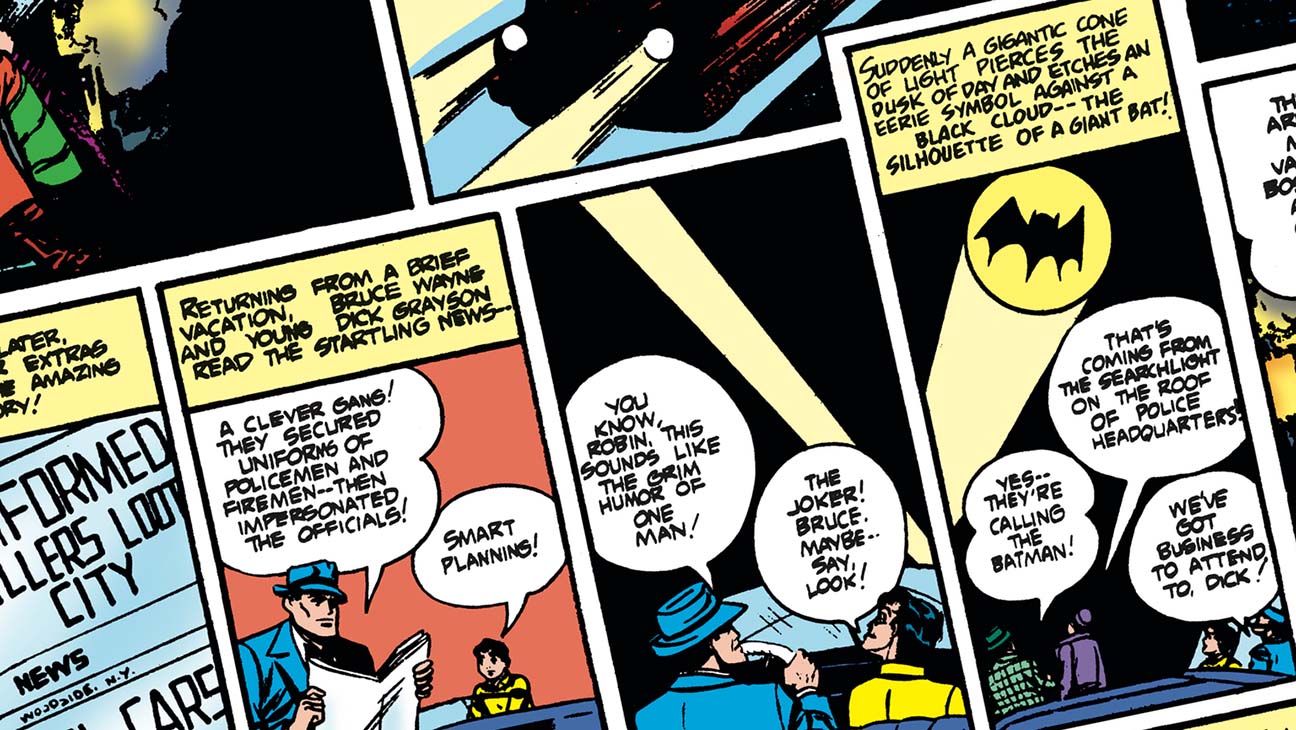 LATER,
EXTRAS
AMAZING
UNIFORMED
KILLERS LOOT
CITY
NEWS
WOODSIDE, N.Y.
CARS
RETURNING FROM A BRIEF
VACATION, BRUCE WAYNE
AND YOUNG DICK GRAYSON
READ THE STARTLING NEWS--
A CLEVER GANG!
THEY SECURED
UNIFORMS OF
POLICEMEN AND
FIREMEN--THEN
IMPERSONATED
THE OFFICIALS!
SMART
PLANNING!
YOU
KNOW,
ROBIN, THIS
SOUNDS LIKE
THE GRIM
HUMOR OF
ONE
MAN!
THE
JOKER!
BRUCE,
MAYBE--
SAY,
LOOK!
SUDDENLY A GIGANTIC CONE
OF LIGHT PIERCES THE
DUSK OF DAY AND ETCHES AN
EERIE SYMBOL AGAINST A
BLACK CLOUD-- THE
SILHOUETTE OF A GIANT BAT!
THAT'S
COMING FROM
THE SEARCHLIGHT
ON THE ROOF
OF POLICE
HEADQUARTERS!
YES--
THEY'RE
CALLING
THE
BATMAN!
WE'VE
GOT
BUSINESS
TO ATTEND
TO, DICK!